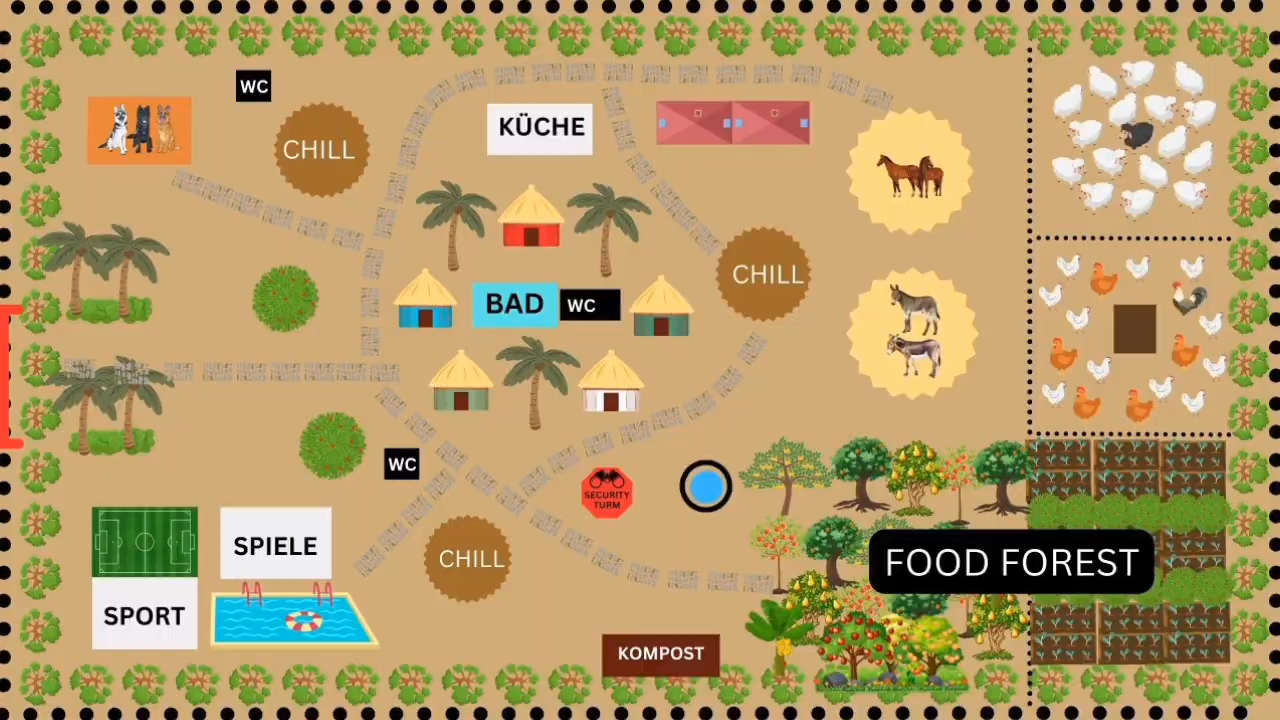 WC
KÜCHE
CHILL
CHILL
BAD
WC
WC
SECURITY
TURM
SPIELE
CHILL
FOOD FOREST
SPORT
KOMPOST